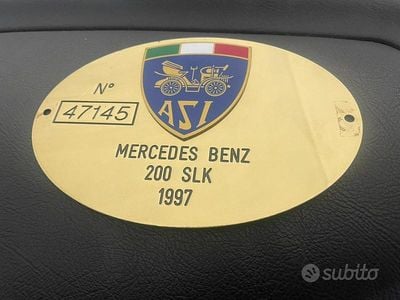 N°
47145
ASI
MERCEDES BENZ
200 SLK
1997
subito